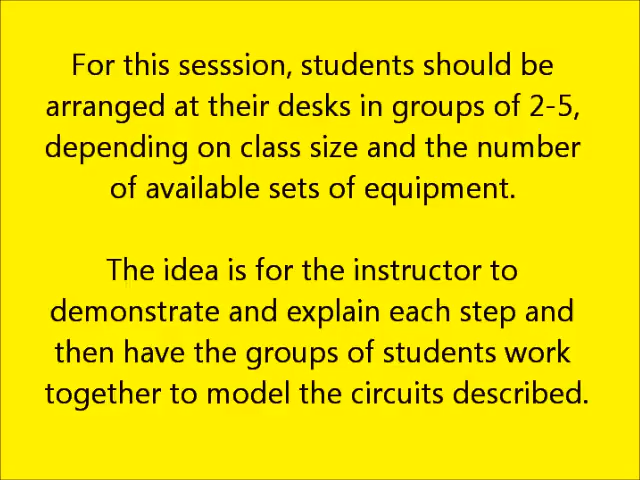 For this sesssion, students should be
arranged at their desks in groups of 2-5,
depending on class size and the number
of available sets of equipment.
The idea is for the instructor to
demonstrate and explain each step and
then have the groups of students work
together to model the circuits described.